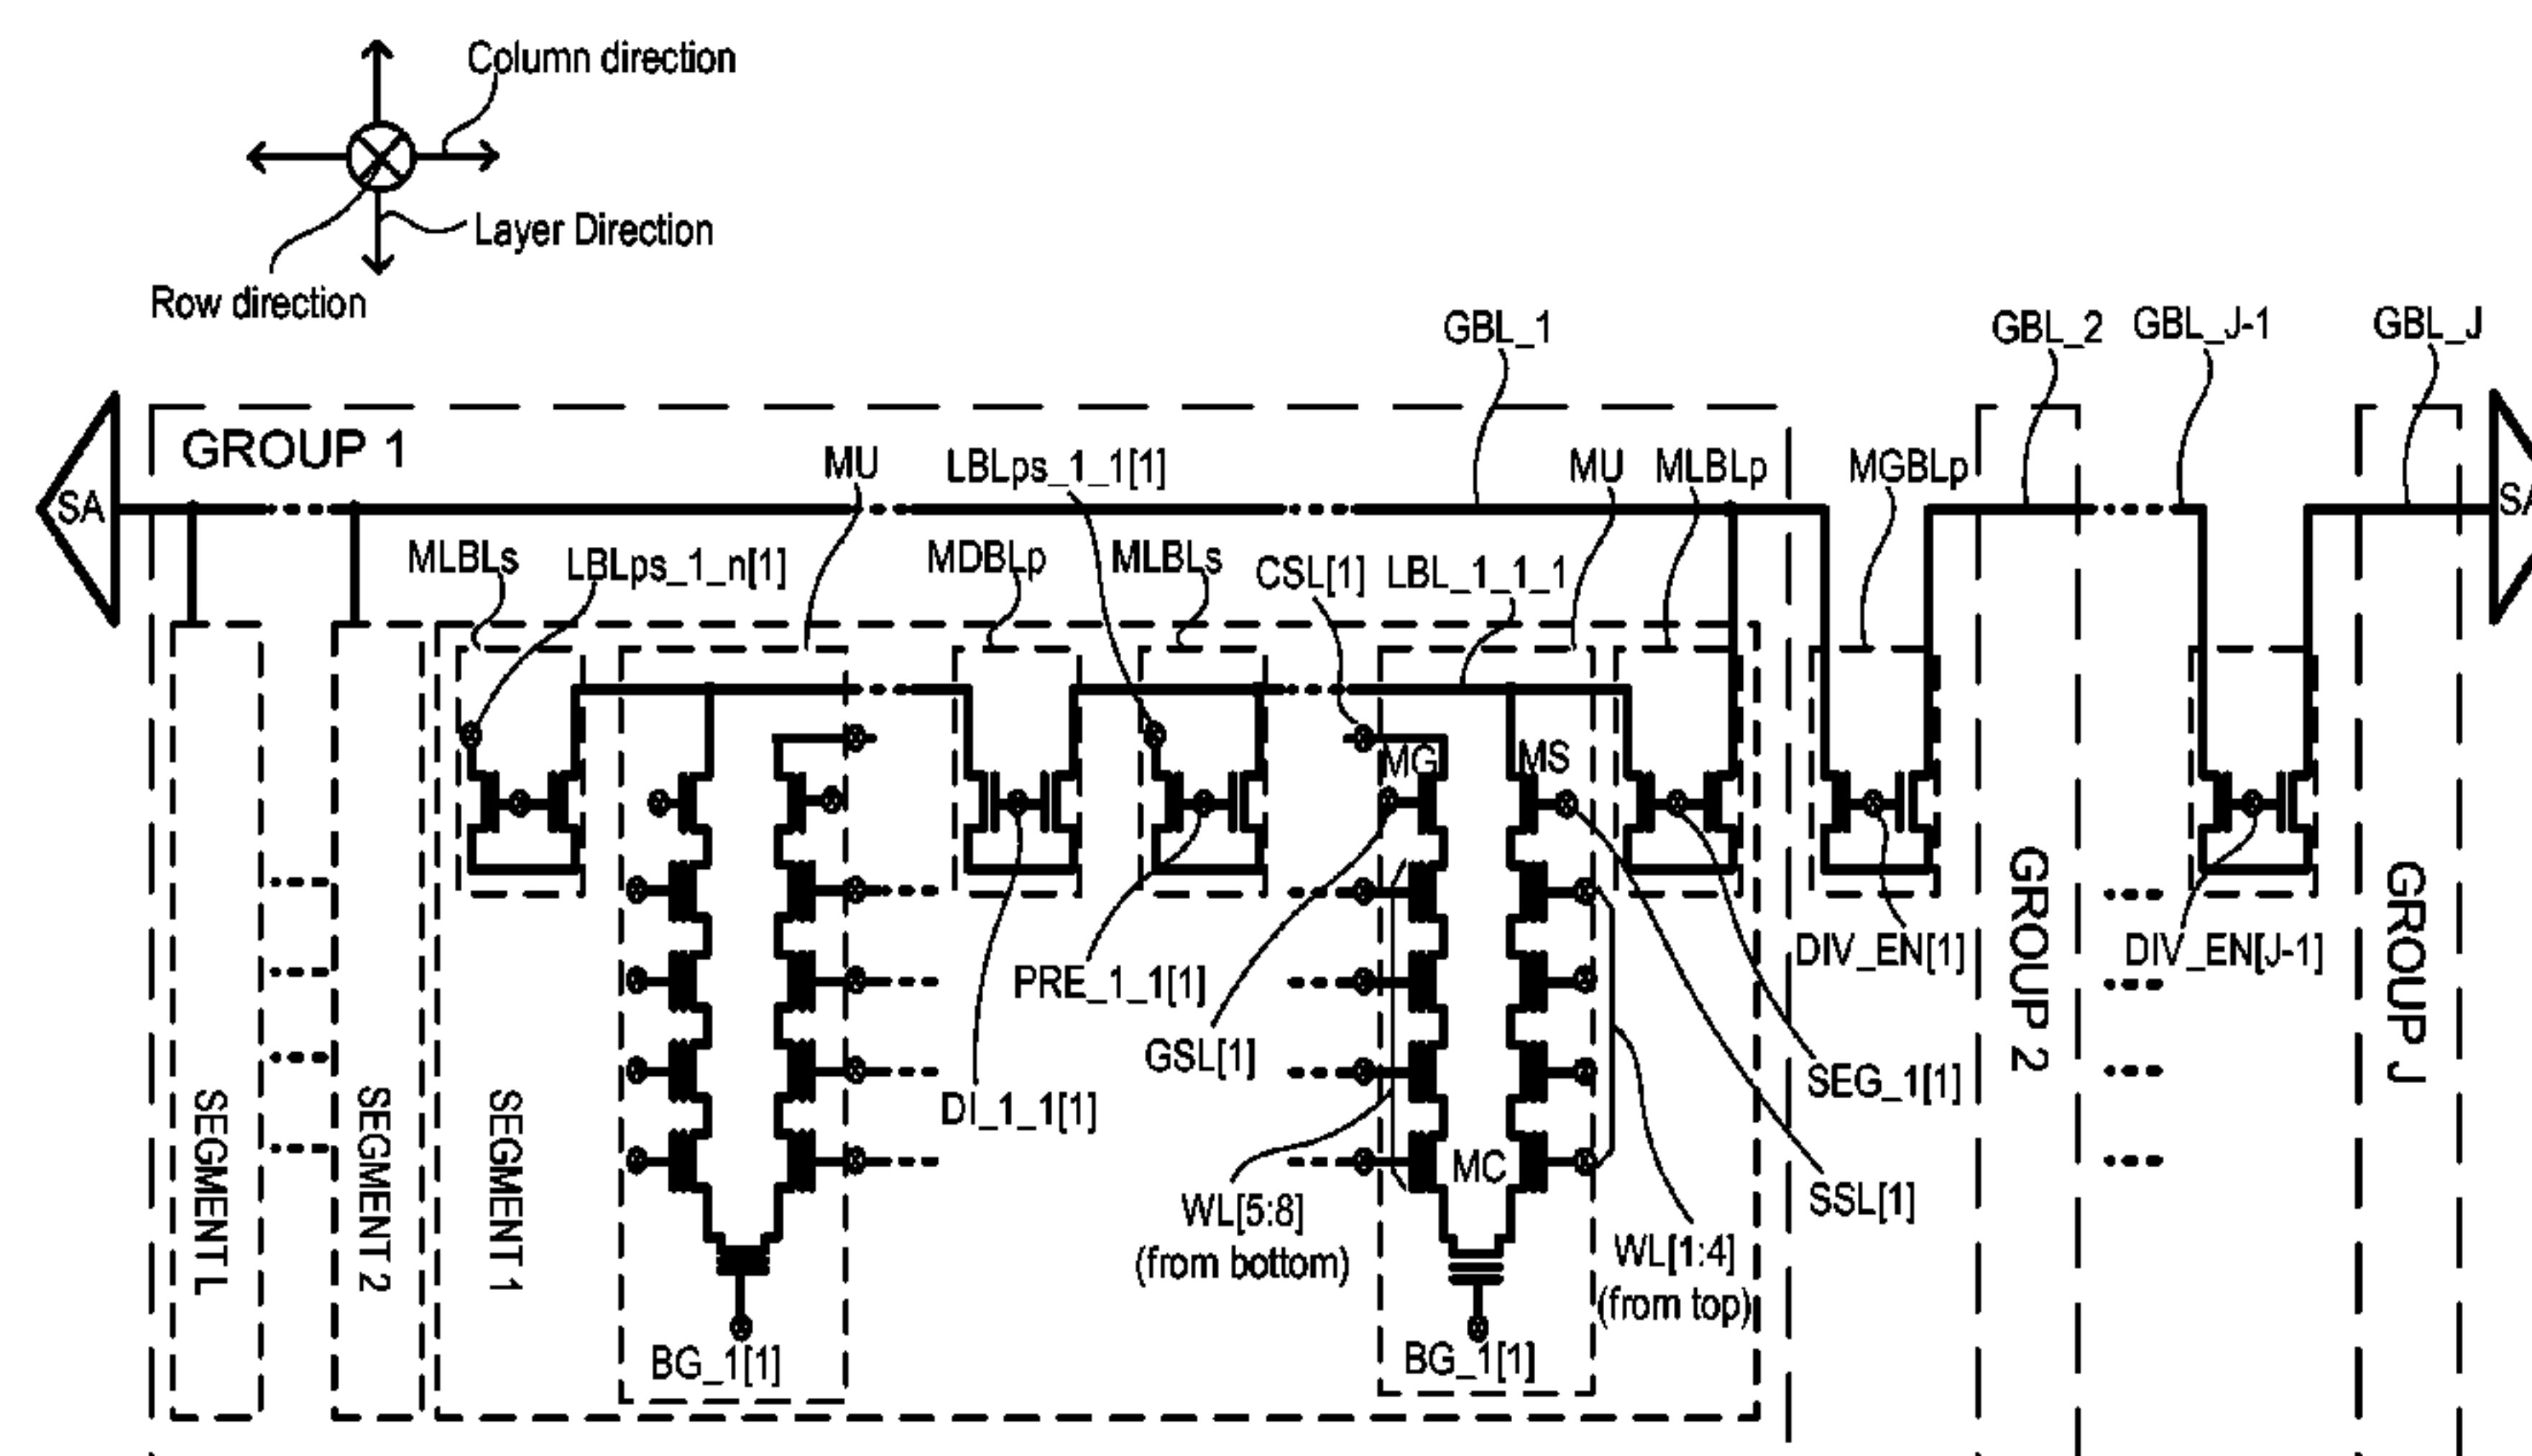 Column direction
Layer Direction
Row direction
GBL_1
GBL_2
GBL_J-1
GBL_J
GROUP 1
MU
LBLps_1_1[1]
MU
MLBLp
MGBLp
SA
SA
MLBLs
LBLps_1_n[1]
MDBLp
MLBLs
CSL[1]
LBL_1_1_1
MG
MS
DIV_EN[1]
DIV_EN[J-1]
PRE_1_1[1]
GSL[1]
DI_1_1[1]
SEG_1[1]
GROUP 2
GROUP J
SEGMENT L
SEGMENT 2
SEGMENT 1
MC
SSL[1]
WL[5:8]
(from bottom)
WL[1:4]
(from top)
BG_1[1]
BG_1[1]